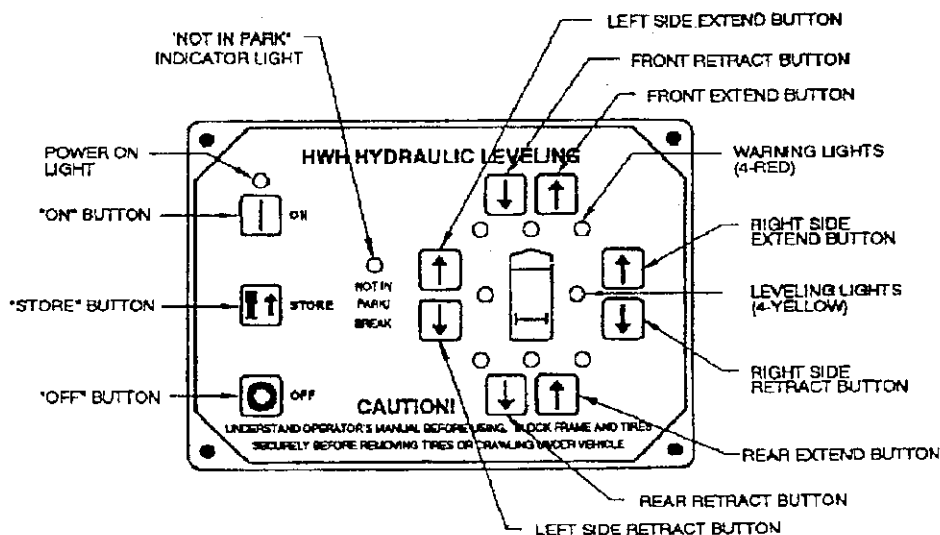 LEFT SIDE EXTEND BUTTON
"NOT IN PARK"
INDICATOR LIGHT
FRONT RETRACT BUTTON
FRONT EXTEND BUTTON
POWER ON
LIGHT
HWH HYDRAULIC LEVELING
WARNING LIGHTS
(4-RED)
"ON" BUTTON
ON
RIGHT SIDE
EXTEND BUTTON
NOT IN
PARK/
BREAK
"STORE" BUTTON
STORE
LEVELING LIGHTS
(4-YELLOW)
RIGHT SIDE
RETRACT BUTTON
"OFF" BUTTON
OFF
CAUTION!
UNDERSTAND OPERATOR'S MANUAL BEFORE USING. BLOCK FRAME AND TIRES
SECURELY BEFORE REMOVING TIRES OR CRAWLING UNDER VEHICLE
REAR EXTEND BUTTON
REAR RETRACT BUTTON
LEFT SIDE RETRACT BUTTON